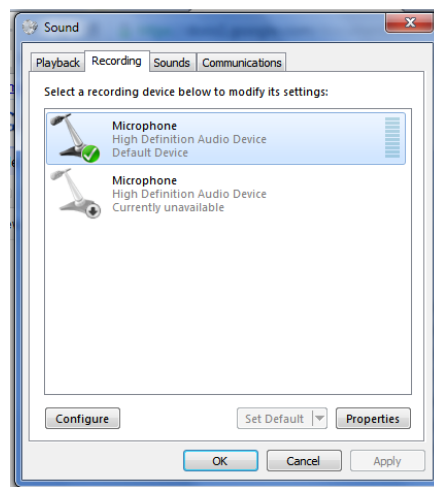 Sound
Playback Recording Sounds Communications
Select a recording device below to modify its settings:
Microphone
High Definition Audio Device
Default Device
Microphone
High Definition Audio Device
Currently unavailable
Configure Set Default Properties
OK Cancel Apply